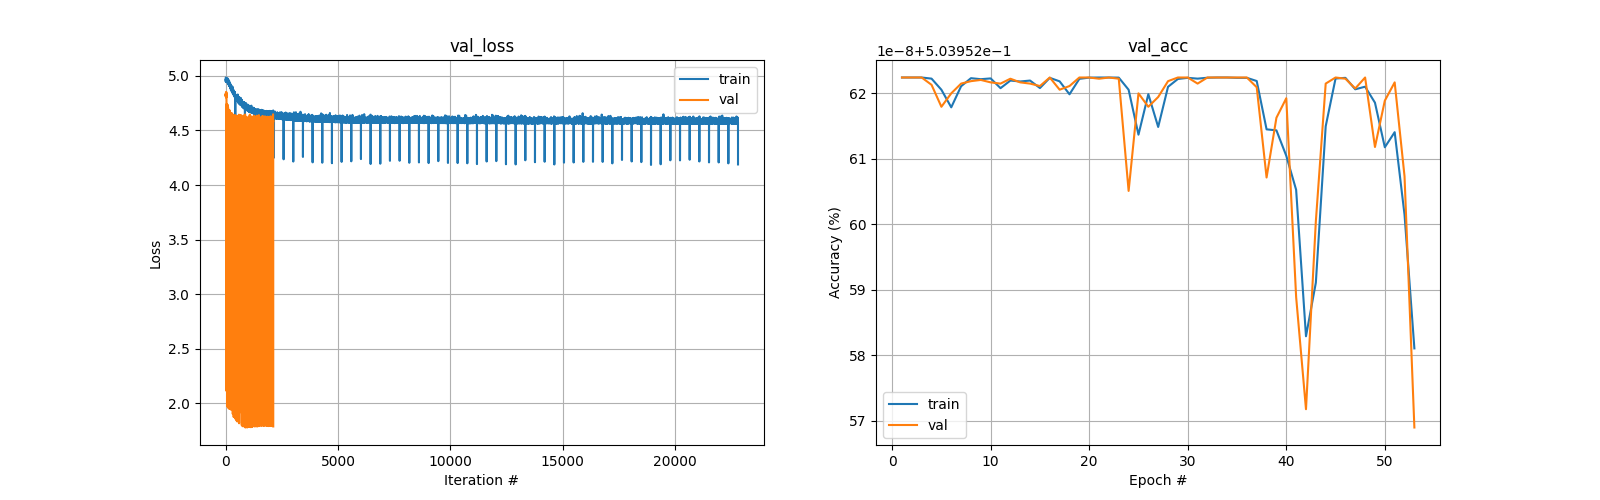 val_loss
5.0
4.5
4.0
3.5
3.0
2.5
2.0
Loss
0
5000
10000
15000
20000
Iteration #
train
val
val_acc
1e−8+5.03952e−1
62
61
60
59
58
57
Accuracy (%)
0
10
20
30
40
50
Epoch #
train
val